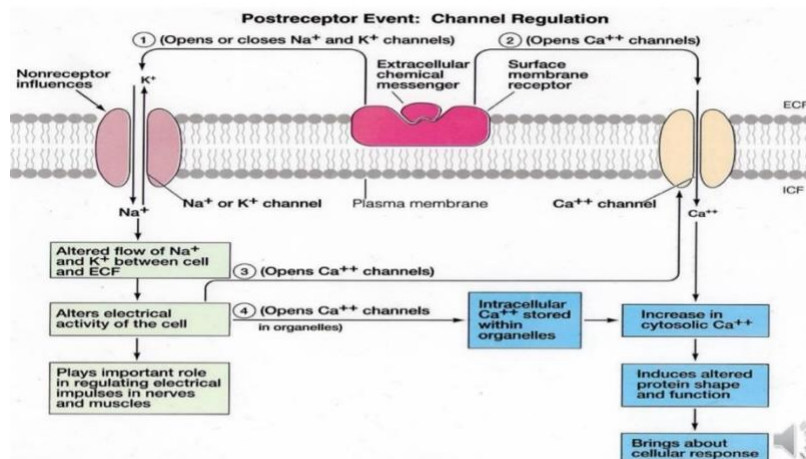 Postreceptor Event: Channel Regulation
1 (Opens or closes Na+ and K+ channels)
2 (Opens Ca++ channels)
Nonreceptor
influences
K+
Extracellular
chemical
messenger
Surface
membrane
receptor
ECF
ICF
Na+
Na+ or K+ channel
Plasma membrane
Ca++
channel
Ca++
Altered flow of Na+
and K+ between cell
and ECF
3 (Opens Ca++ channels)
Alters electrical
activity of the cell
4 (Opens Ca++ channels
in organelles)
Intracellular
Ca++ stored
within
organelles
Increase in
cytosolic Ca++
Plays important role
in regulating electrical
impulses in nerves
and muscles
Induces altered
protein shape
and function
Brings about
cellular response